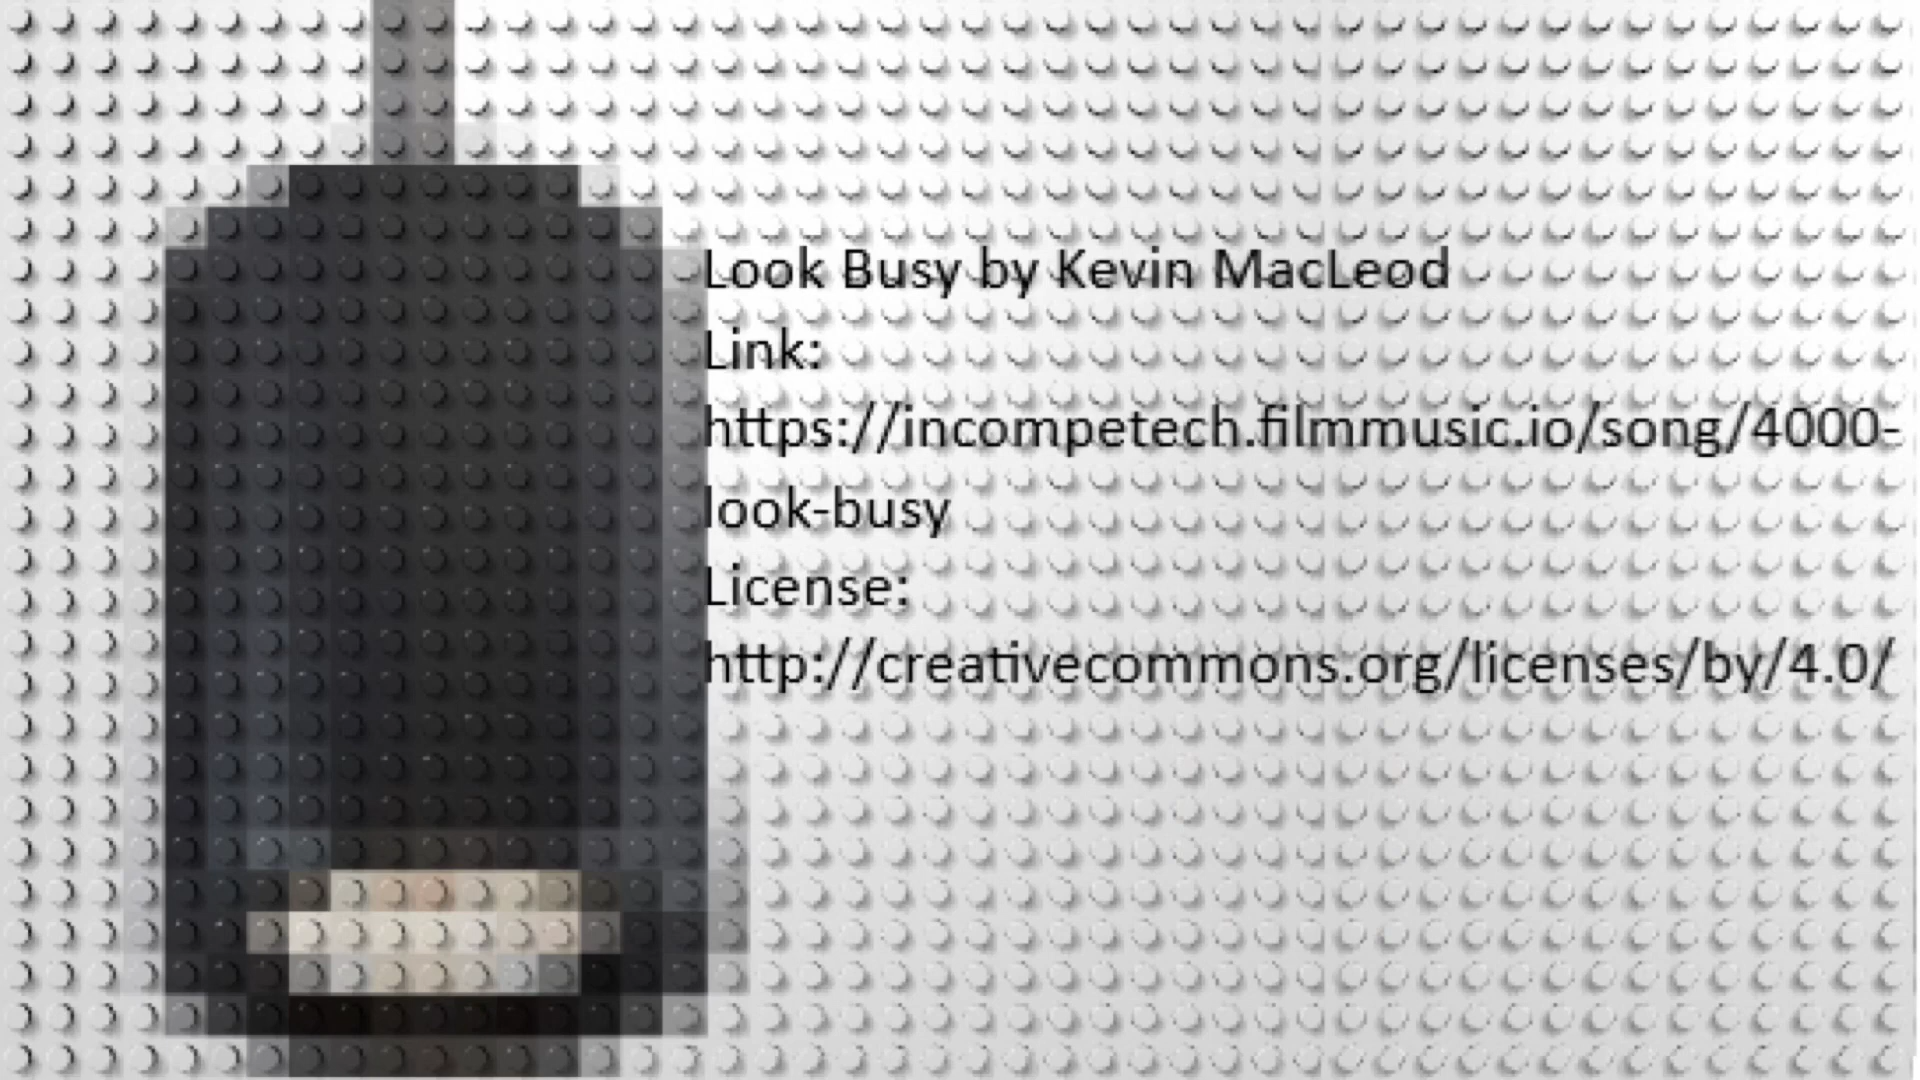 Look Busy by Kevin MacLeod
Link:
https://incompetech.filmmusic.io/song/4000-
look-busy
License:
http://creativecommons.org/licenses/by/4.0/